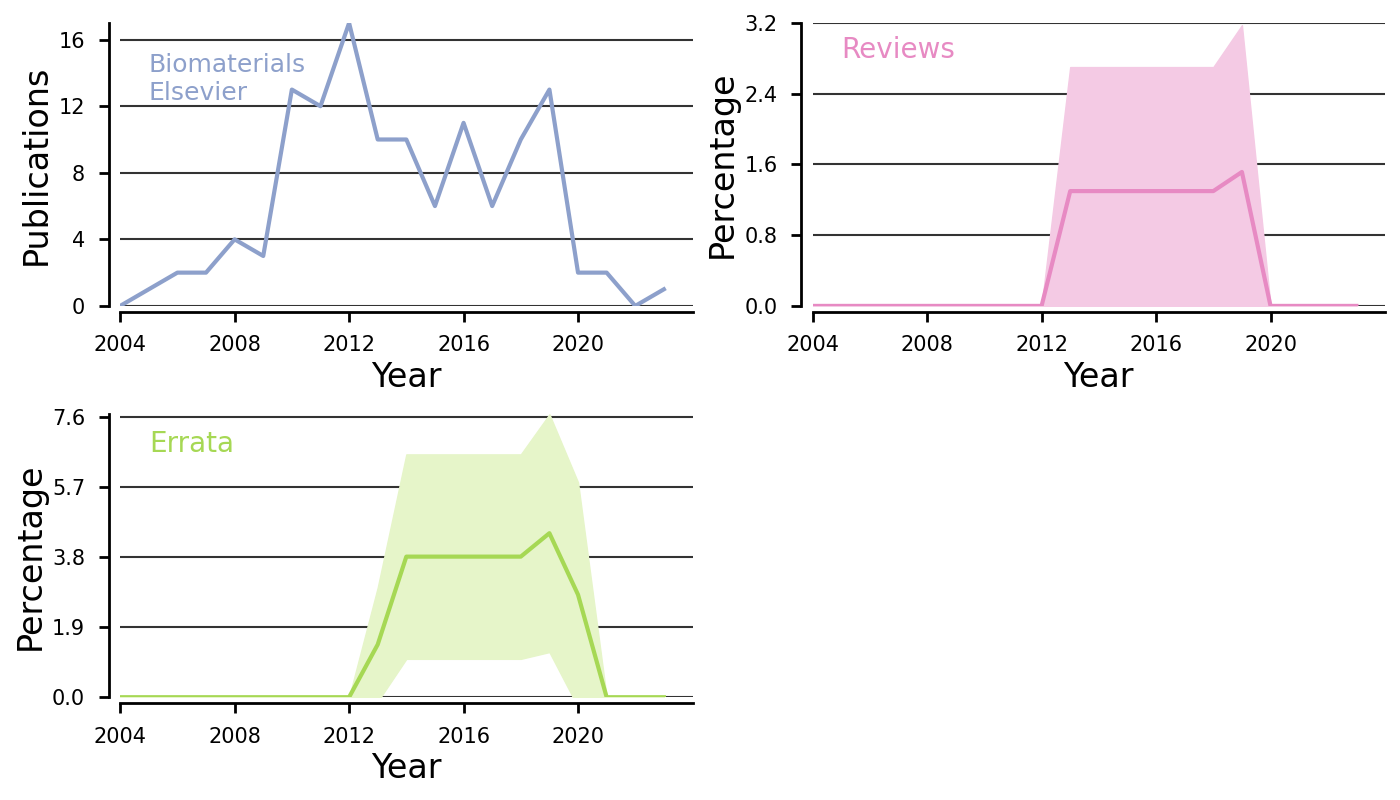 Publications
16
12
8
4
0
Biomaterials
Elsevier
2004 2008 2012 2016 2020
Year
Percentage
3.2
2.4
1.6
0.8
0.0
Reviews
2004 2008 2012 2016 2020
Year
Percentage
7.6
5.7
3.8
1.9
0.0
Errata
2004 2008 2012 2016 2020
Year